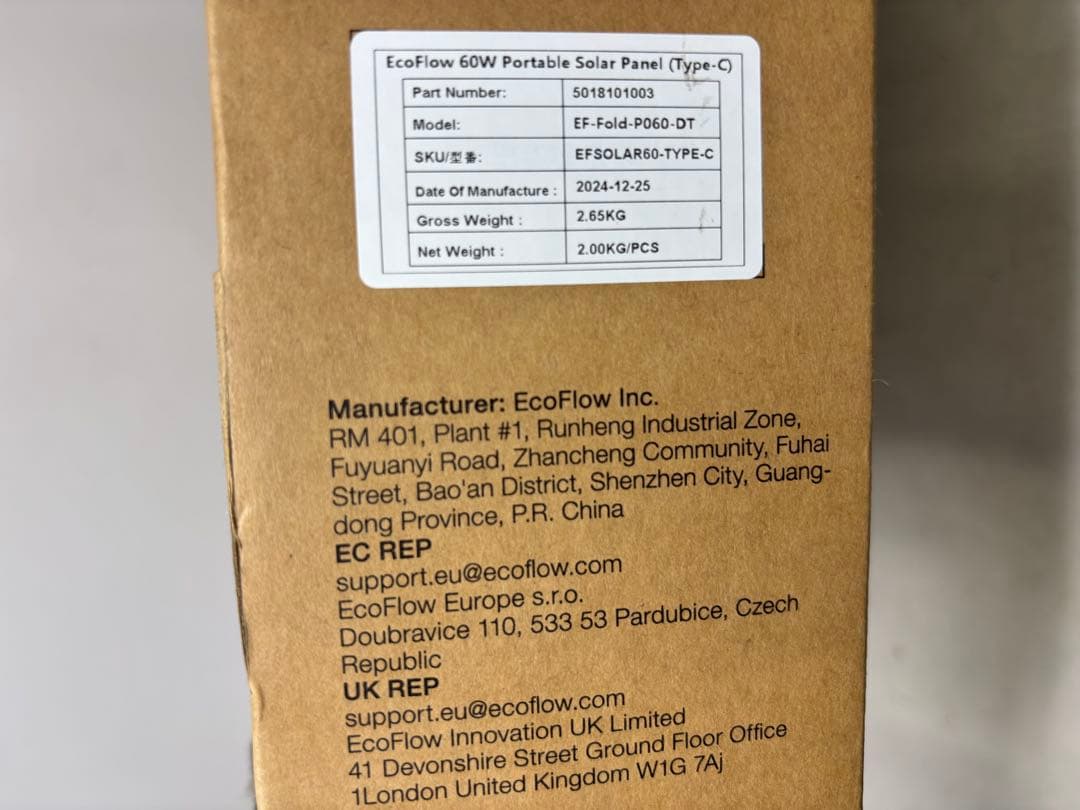 EcoFlow 60W Portable Solar Panel (Type-C)
Part Number: 5018101003
Model: EF-Fold-P060-DT
SKU/型番: EFSOLAR60-TYPE-C
Date Of Manufacture : 2024-12-25
Gross Weight : 2.65KG
Net Weight : 2.00KG/PCS
Manufacturer: EcoFlow Inc.
RM 401, Plant #1, Runheng Industrial Zone,
Fuyuanyi Road, Zhancheng Community, Fuhai
Street, Bao'an District, Shenzhen City, Guang-
dong Province, P.R. China
EC REP
support.eu@ecoflow.com
EcoFlow Europe s.r.o.
Doubravice 110, 533 53 Pardubice, Czech
Republic
UK REP
support.eu@ecoflow.com
EcoFlow Innovation UK Limited
41 Devonshire Street Ground Floor Office
1London United Kingdom W1G 7Aj